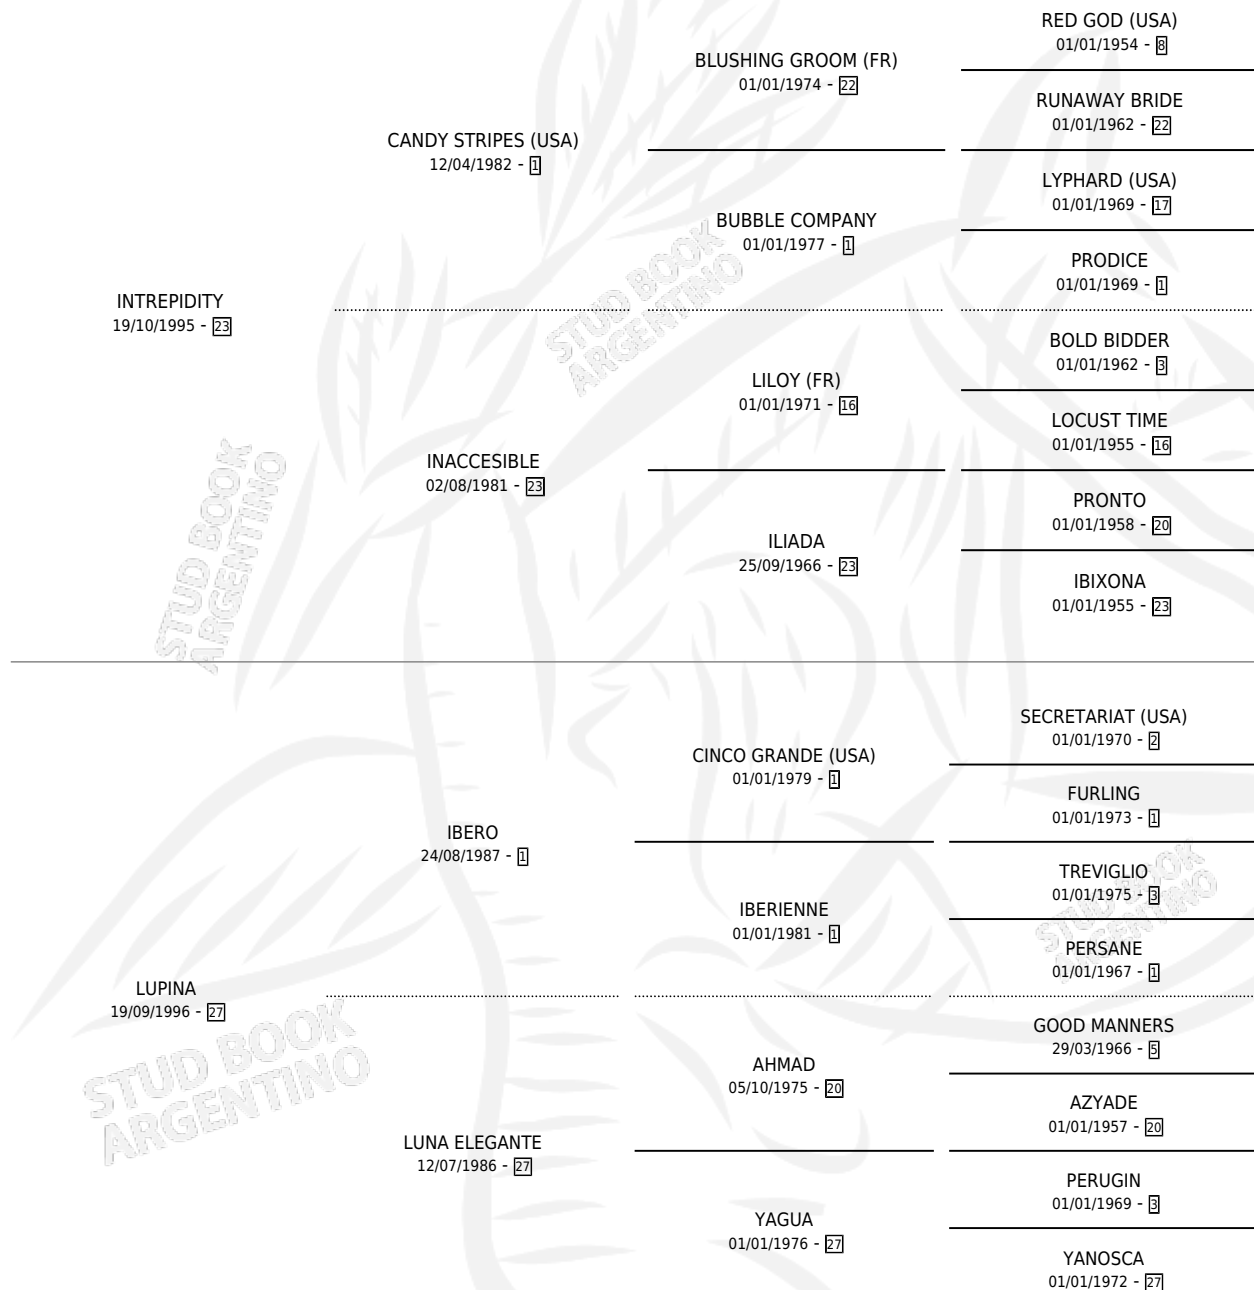 RED GOD (USA)
01/01/1954 - 8
BLUSHING GROOM (FR)
01/01/1974 - 22
RUNAWAY BRIDE
01/01/1962 - 22
CANDY STRIPES (USA)
12/04/1982 - 1
LYPHARD (USA)
01/01/1969 - 17
BUBBLE COMPANY
01/01/1977 - 1
PRODICE
01/01/1969 - 1
INTREPIDITY
19/10/1995 - 23
BOLD BIDDER
01/01/1962 - 3
LILOY (FR)
01/01/1971 - 16
LOCUST TIME
01/01/1955 - 16
INACCESIBLE
02/08/1981 - 23
PRONTO
01/01/1958 - 20
ILIADA
25/09/1966 - 23
IBIXONA
01/01/1955 - 23
SECRETARIAT (USA)
01/01/1970 - 2
CINCO GRANDE (USA)
01/01/1979 - 1
FURLING
01/01/1973 - 1
IBERO
24/08/1987 - 1
TREVIGLIO
01/01/1975 - 3
IBERIENNE
01/01/1981 - 1
PERSANE
01/01/1967 - 1
LUPINA
19/09/1996 - 27
GOOD MANNERS
29/03/1966 - 5
AHMAD
05/10/1975 - 20
AZYADE
01/01/1957 - 20
LUNA ELEGANTE
12/07/1986 - 27
PERUGIN
01/01/1969 - 3
YAGUA
01/01/1976 - 27
YANOSCA
01/01/1972 - 27
STUD BOOK
ARGENTINO
STUD BOOK
ARGENTINO
STUD BOOK
ARGENTINO
STUD BOOK
ARGENTINO